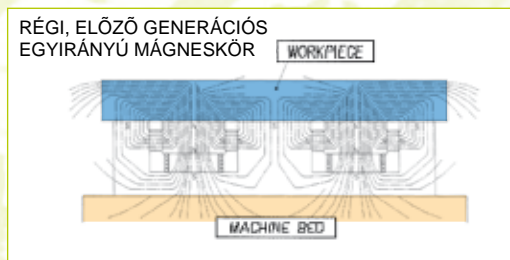 RÉGI, ELÕZÕ GENERÁCIÓS
EGYIRÁNYÚ MÁGNESKÖR
WORKPIECE
MACHINE BED